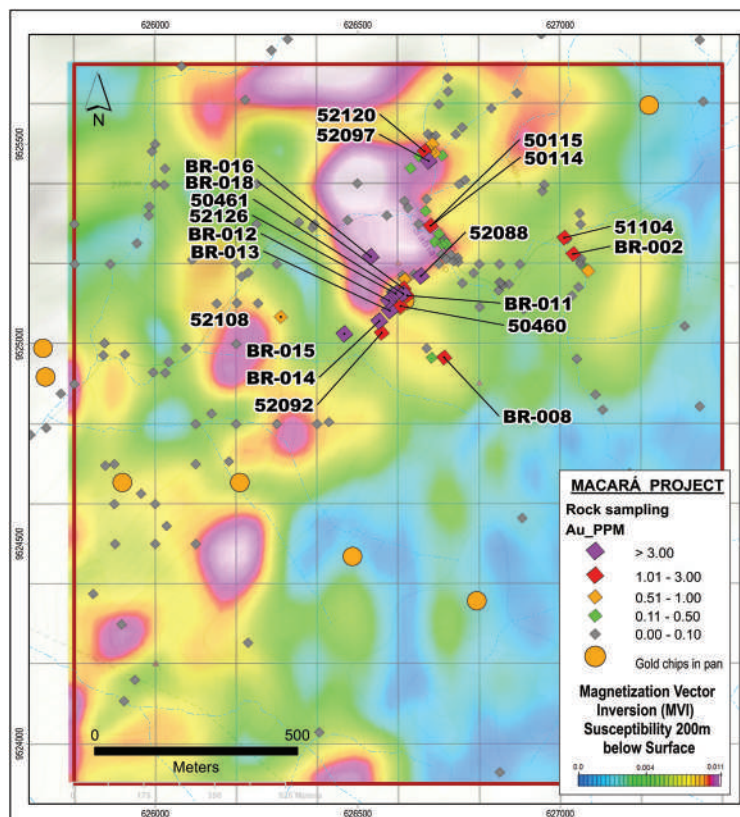 626000
626500
627000
9525500
9525000
9524500
9524000
N
52120
52097
50115
50114
BR-016
BR-018
50461
52126
BR-012
BR-013
52088
51104
BR-002
BR-011
50460
52108
BR-015
BR-014
52092
BR-008
MACARÁ PROJECT
Rock sampling
Au_PPM
> 3.00
1.01 - 3.00
0.51 - 1.00
0.11 - 0.50
0.00 - 0.10
Gold chips in pan
Magnetization Vector
Inversion (MVI)
Susceptibility 200m
below Surface
0.0 0.004 0.011
0 500
Meters
0 175
626000
626500
627000